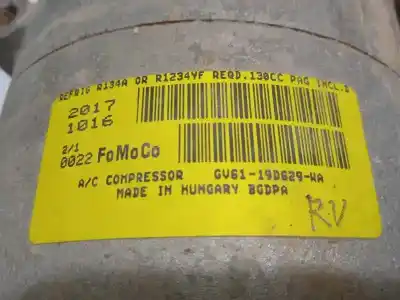 REFRIG R134A OR R1234YF REQD.130CC PAG INCL.
2017
1016
2/1
0022 FoMoCo
A/C COMPRESSOR GV61-19D629-WA
MADE IN HUNGARY BGDPA
RV